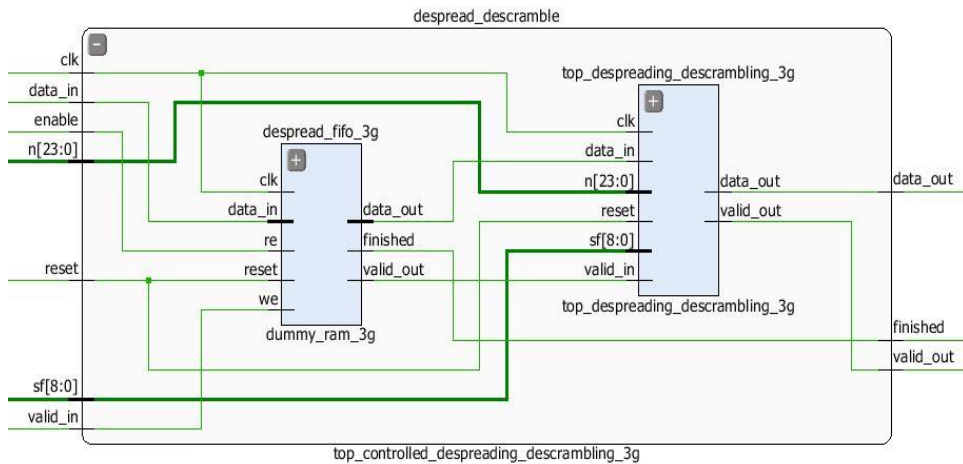 despread_descramble
clk
data_in
enable
n[23:0]
reset
sf[8:0]
valid_in
despread_fifo_3g
clk
data_in
re
reset
we
data_out
finished
valid_out
dummy_ram_3g
top_despreading_descrambling_3g
clk
data_in
n[23:0]
reset
sf[8:0]
valid_in
data_out
valid_out
top_despreading_descrambling_3g
data_out
finished
valid_out
top_controlled_despreading_descrambling_3g